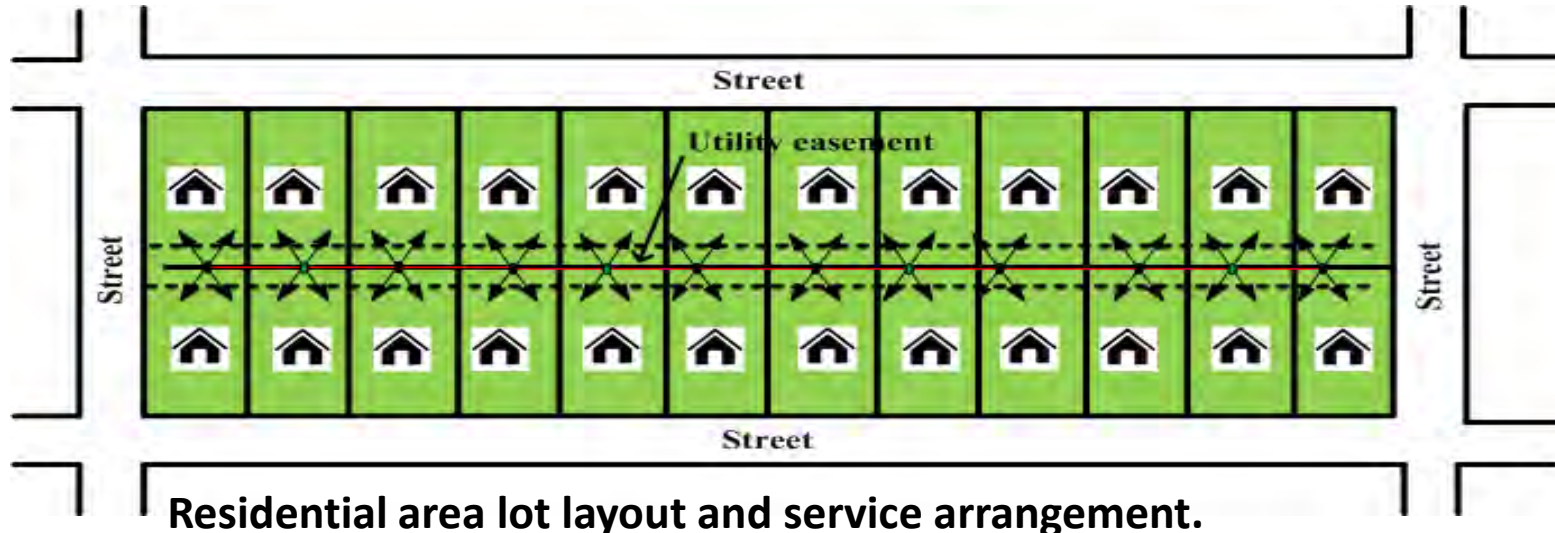 Street
Utility easement
Street
Street
Street
Residential area lot layout and service arrangement.